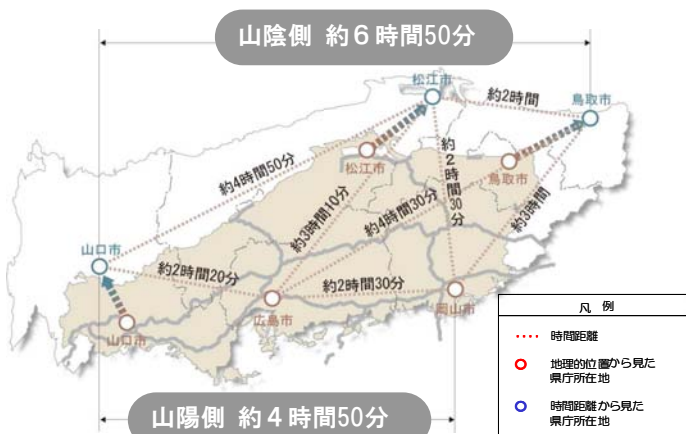 山陰側 約6時間50分
松江市
約2時間
鳥取市
松江市
約2時間30分
鳥取市
約4時間50分
約3時間10分
約4時間30分
約3時間
山口市
約2時間20分
約2時間30分
広島市
岡山市
山口市
山陽側 約4時間50分
凡 例
時間距離
地理的位置から見た
県庁所在地
時間距離から見た
県庁所在地